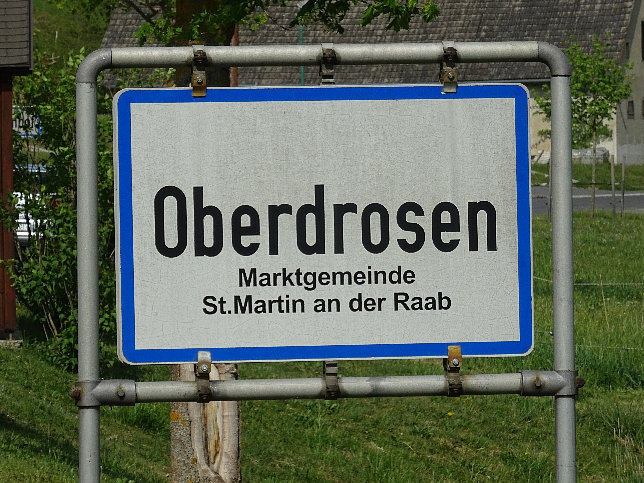 Oberdrosen
Marktgemeinde
St.Martin an der Raab